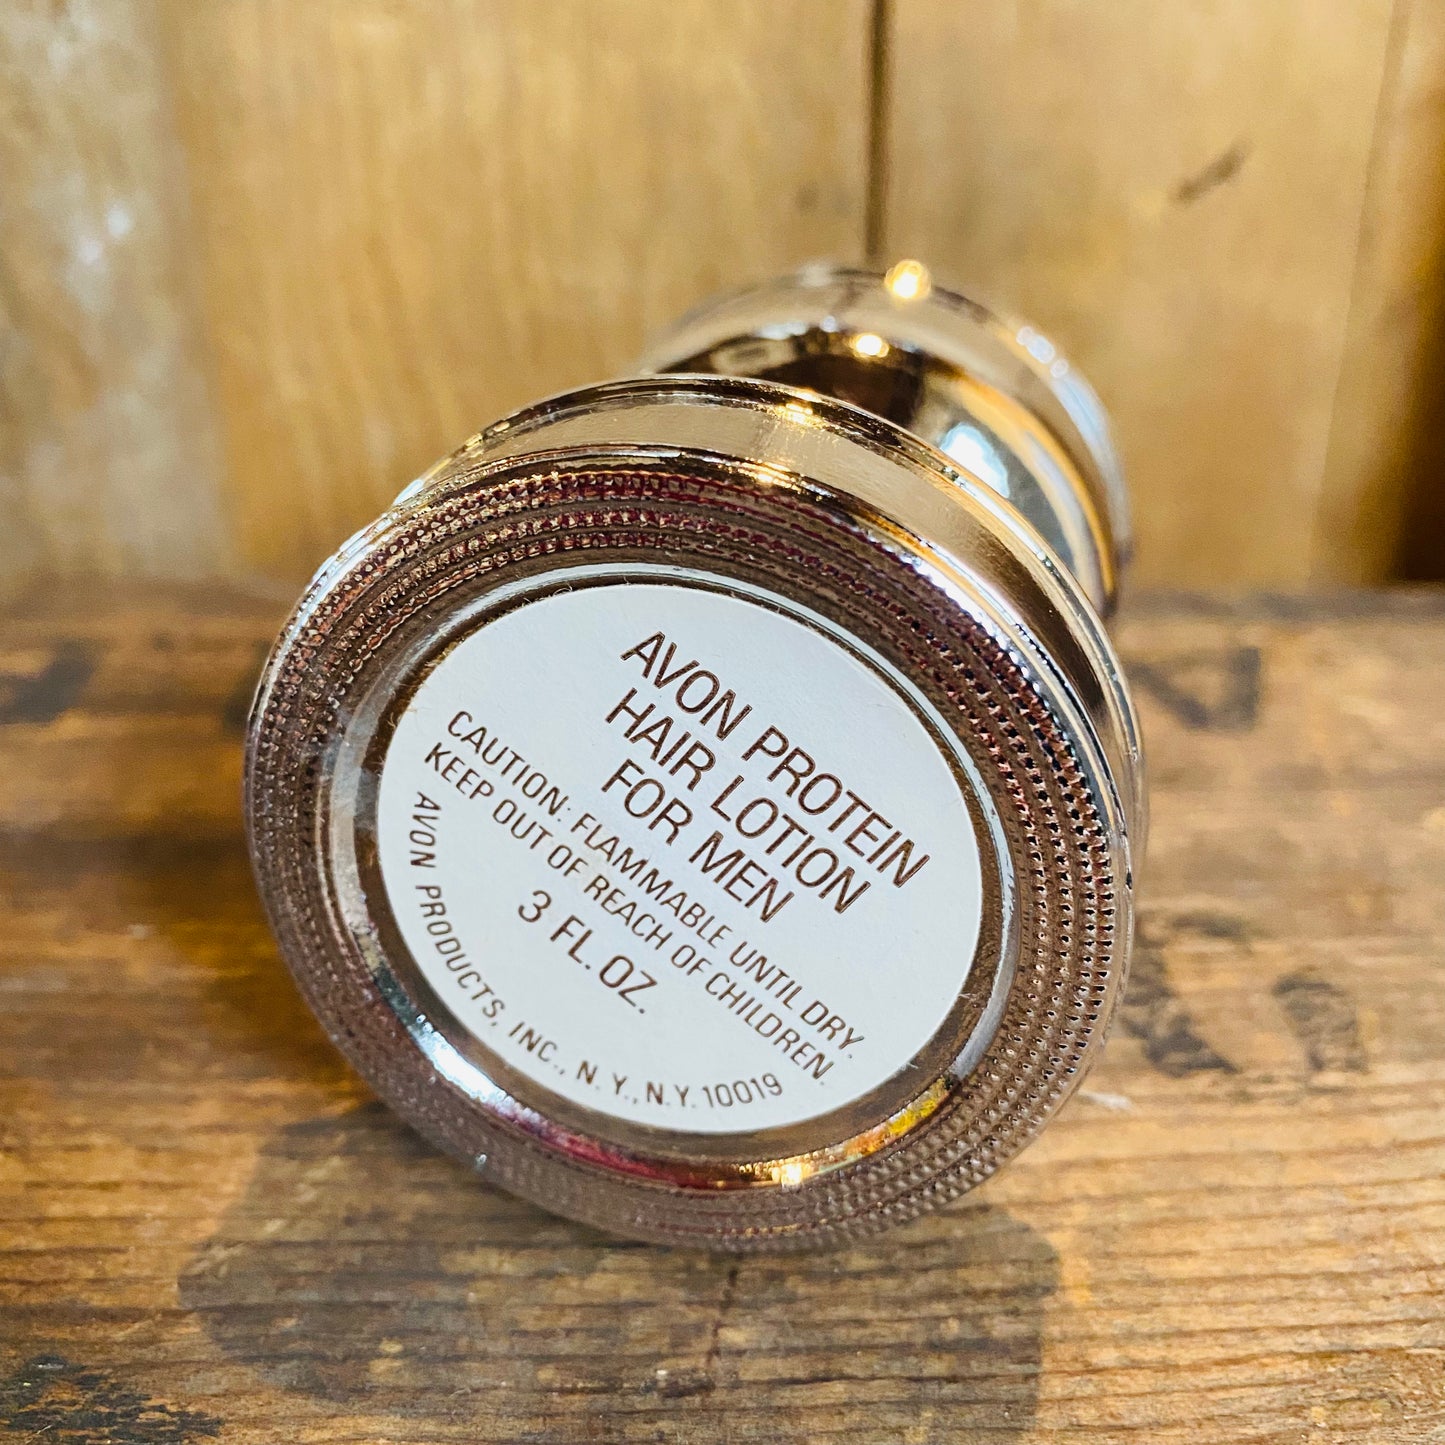 AVON PROTEIN
HAIR LOTION
FOR MEN
CAUTION: FLAMMABLE UNTIL DRY.
KEEP OUT OF REACH OF CHILDREN.
3 FL. OZ.
AVON PRODUCTS, INC., N.Y., N.Y. 10019